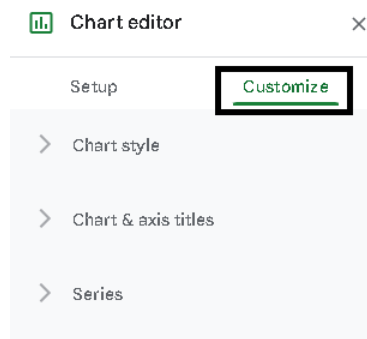 Chart editor
Setup Customize
Chart style
Chart & axis titles
Series